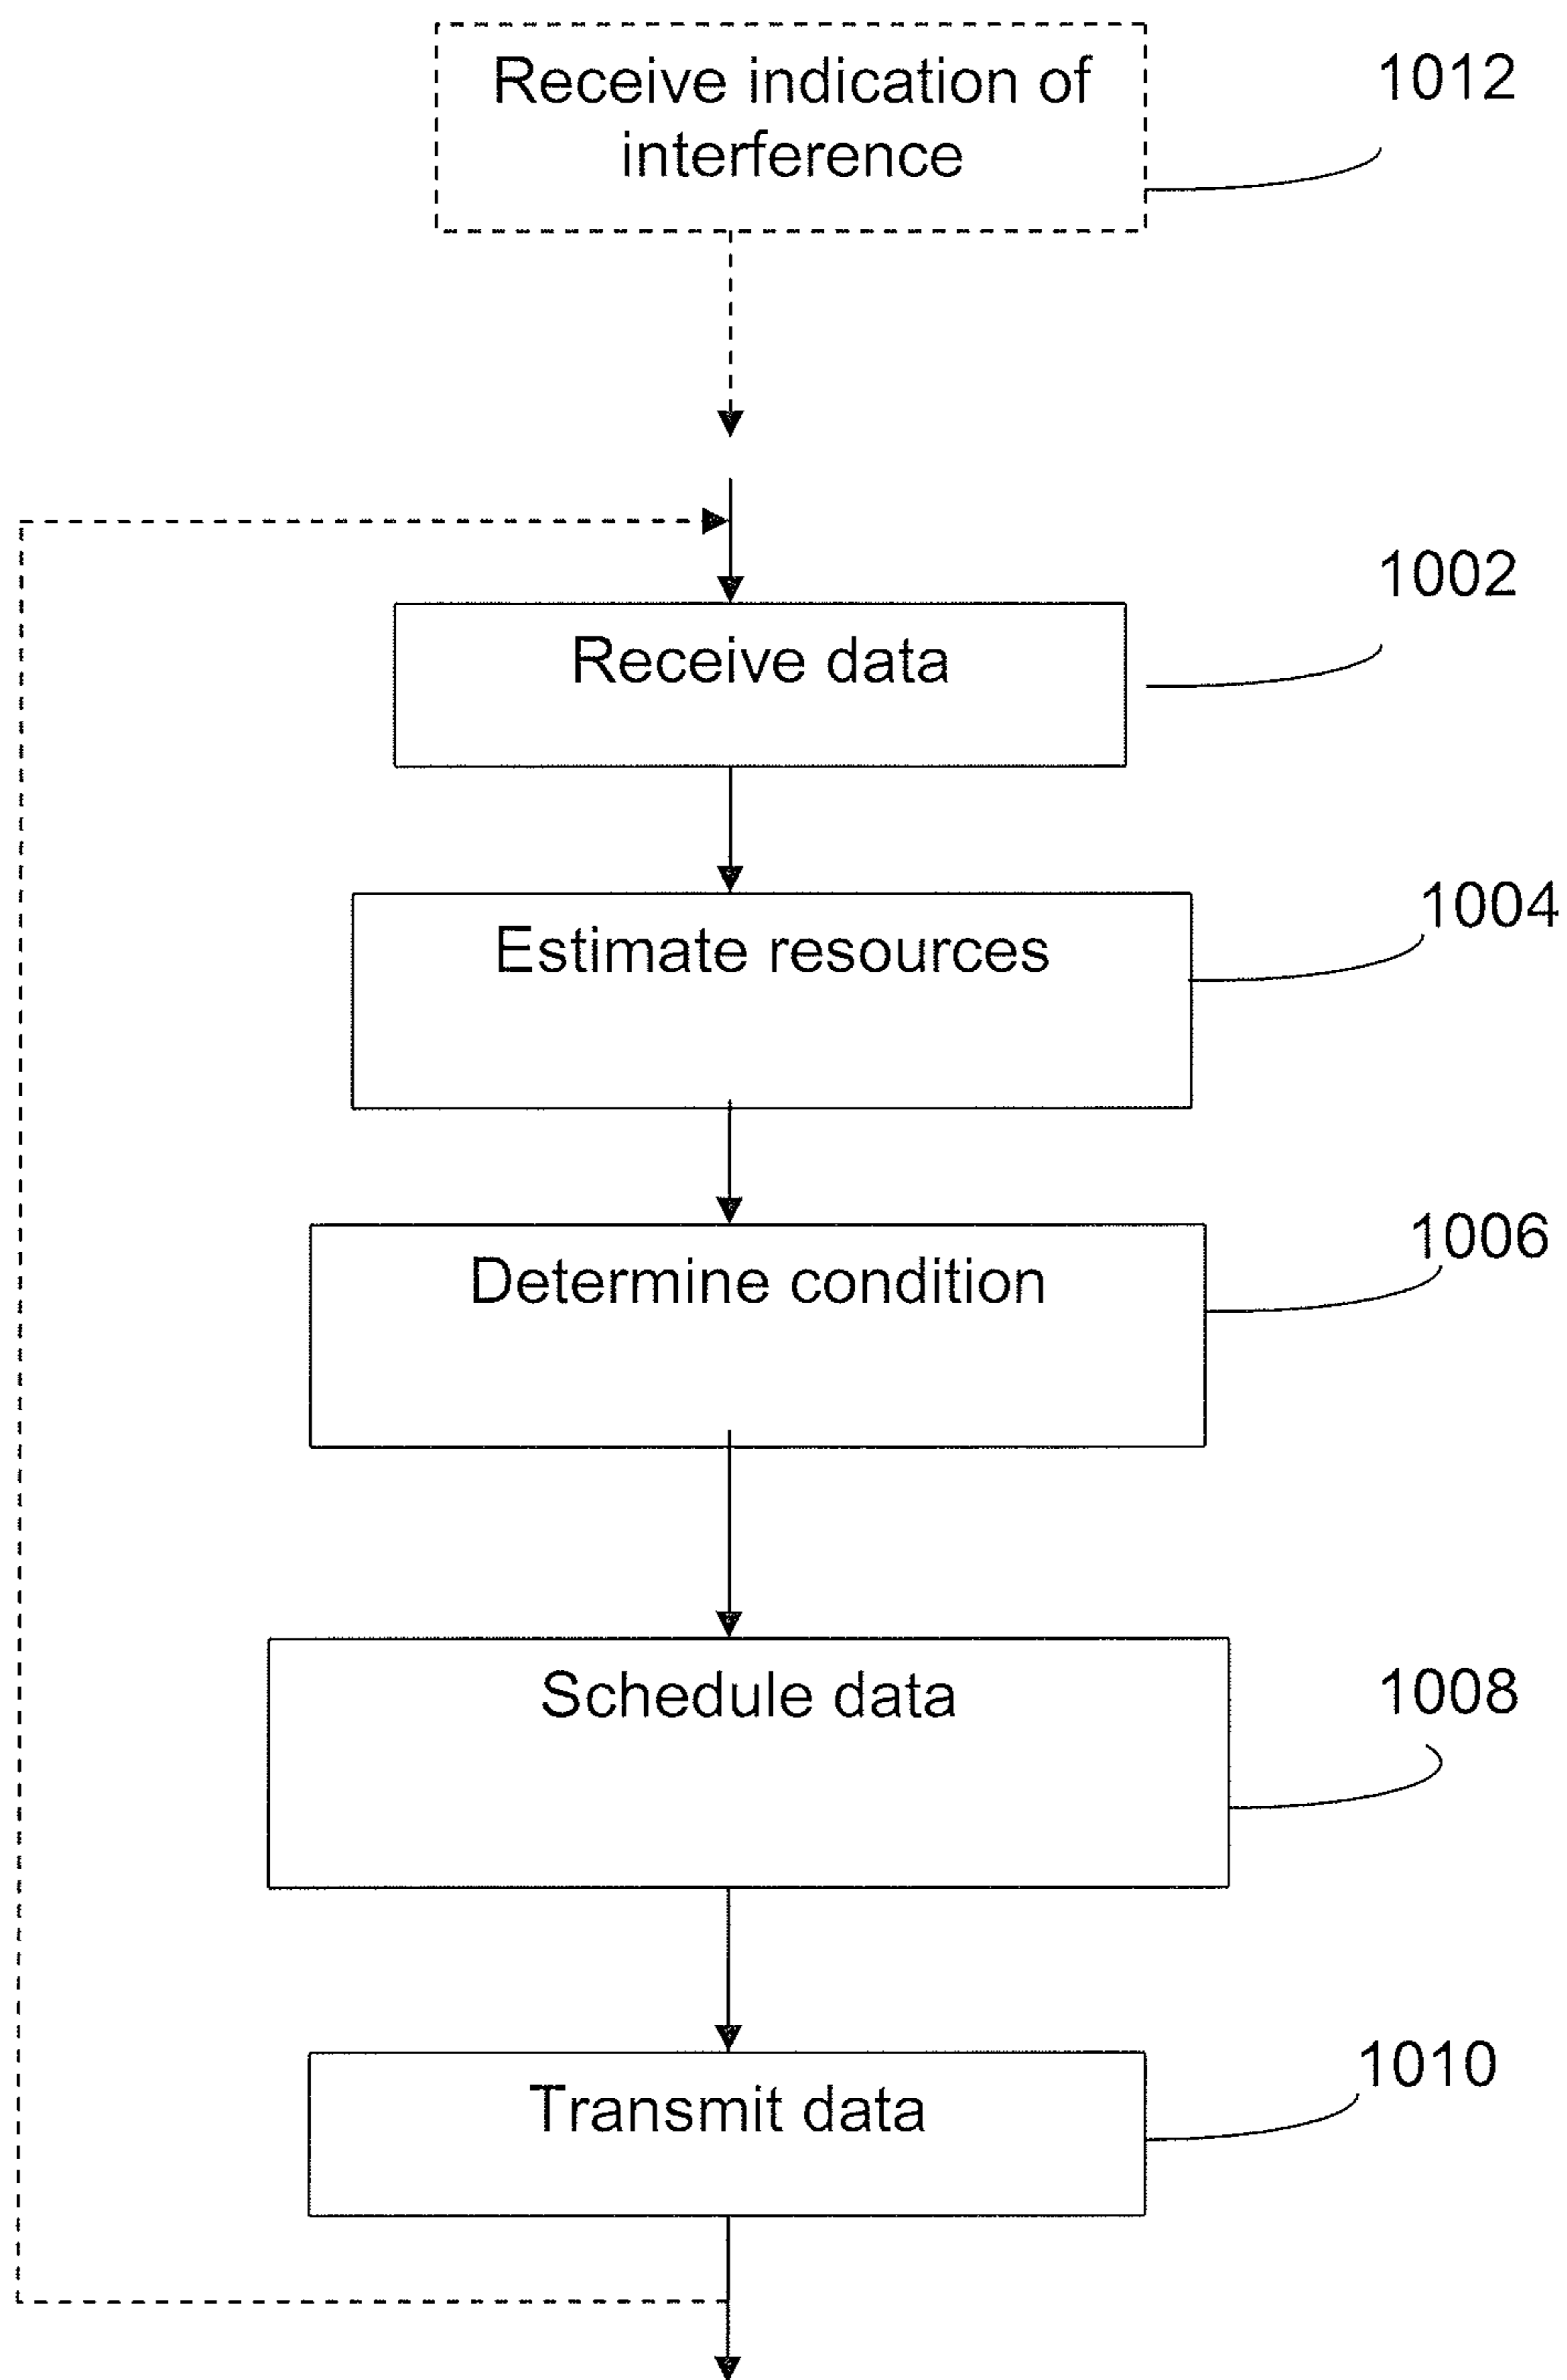 Receive indication of
interference
1012
1002
Receive data
1004
Estimate resources
1006
Determine condition
1008
Schedule data
1010
Transmit data